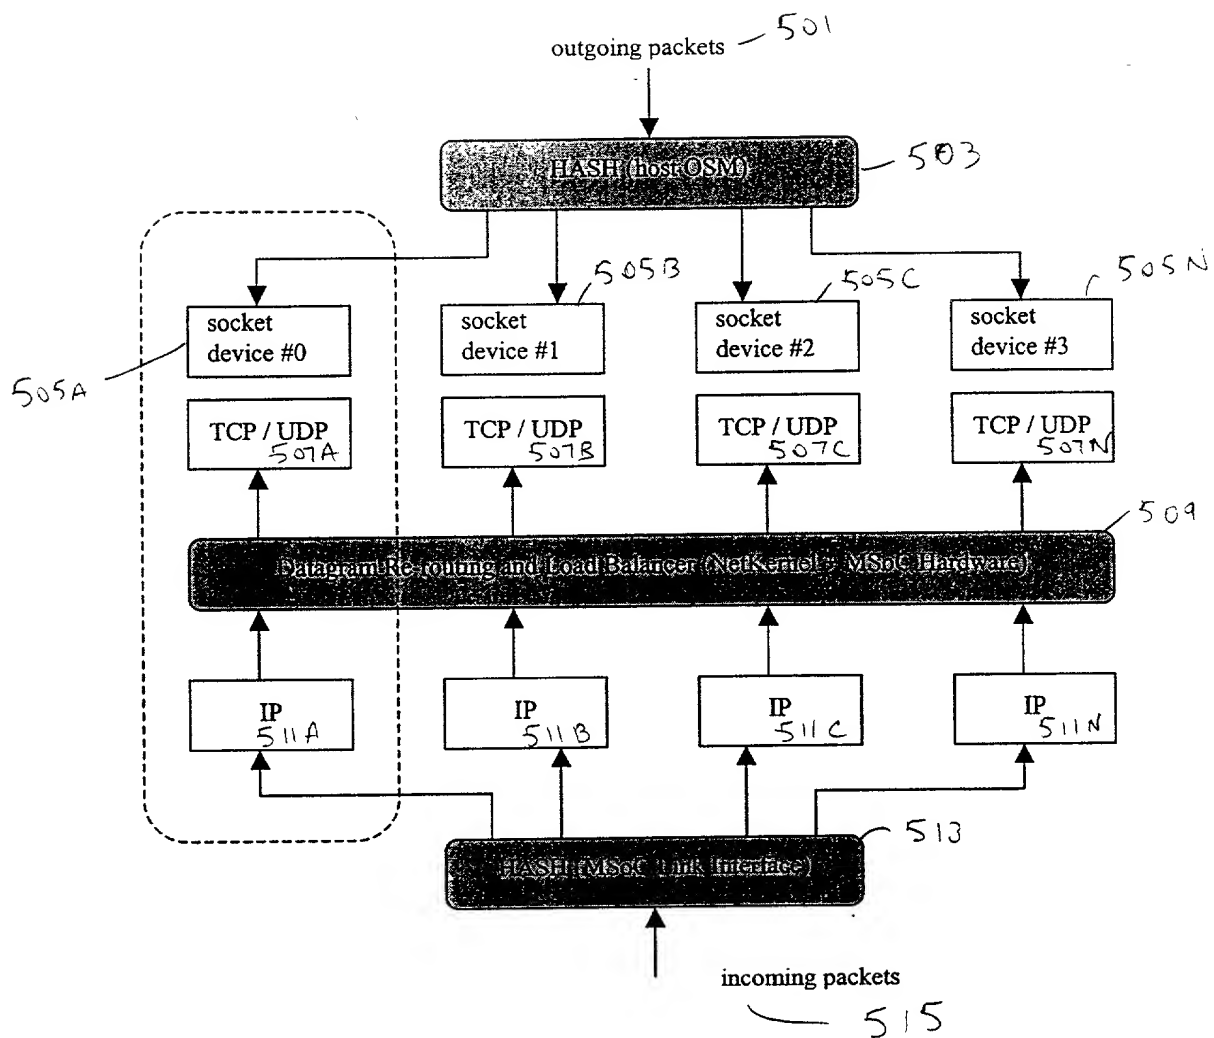 outgoing packets 501
HASH (host OSM) 503
505B 505C 505N
socket device #0
socket device #1
socket device #2
socket device #3
505A
TCP / UDP 507A
TCP / UDP 507B
TCP / UDP 507C
TCP / UDP 507N
509
Datagram Re-routing and Load Balancer (NetKernel MSoC Hardware)
IP 511A
IP 511B
IP 511C
IP 511N
513
HASH (MSoC Link Interface)
incoming packets
515